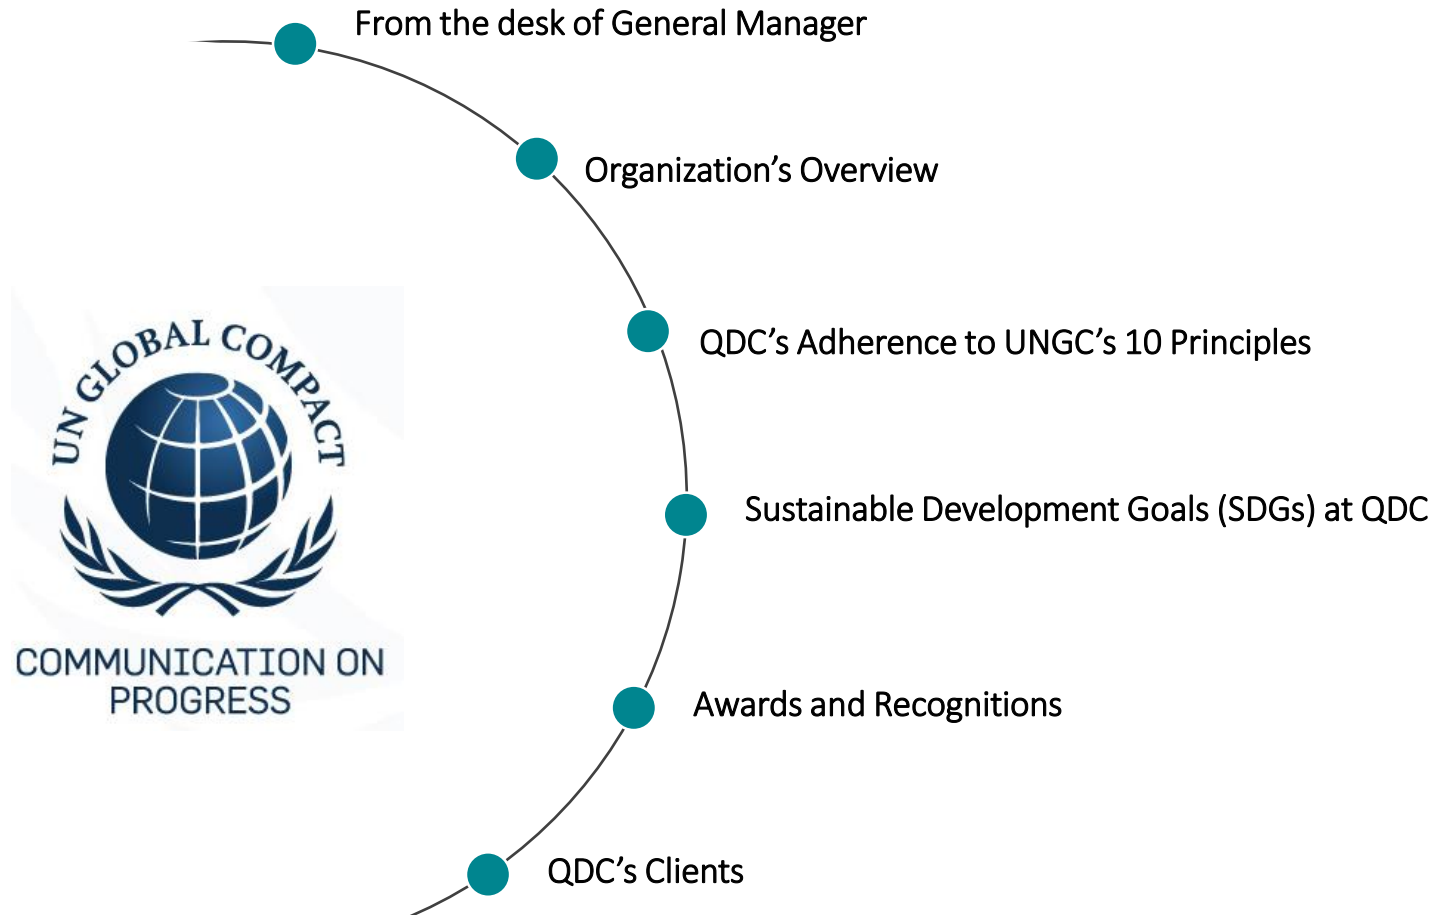 From the desk of General Manager
Organization’s Overview
QDC’s Adherence to UNGC’s 10 Principles
Sustainable Development Goals (SDGs) at QDC
Awards and Recognitions
QDC’s Clients
UN GLOBAL COMPACT
COMMUNICATION ON
PROGRESS